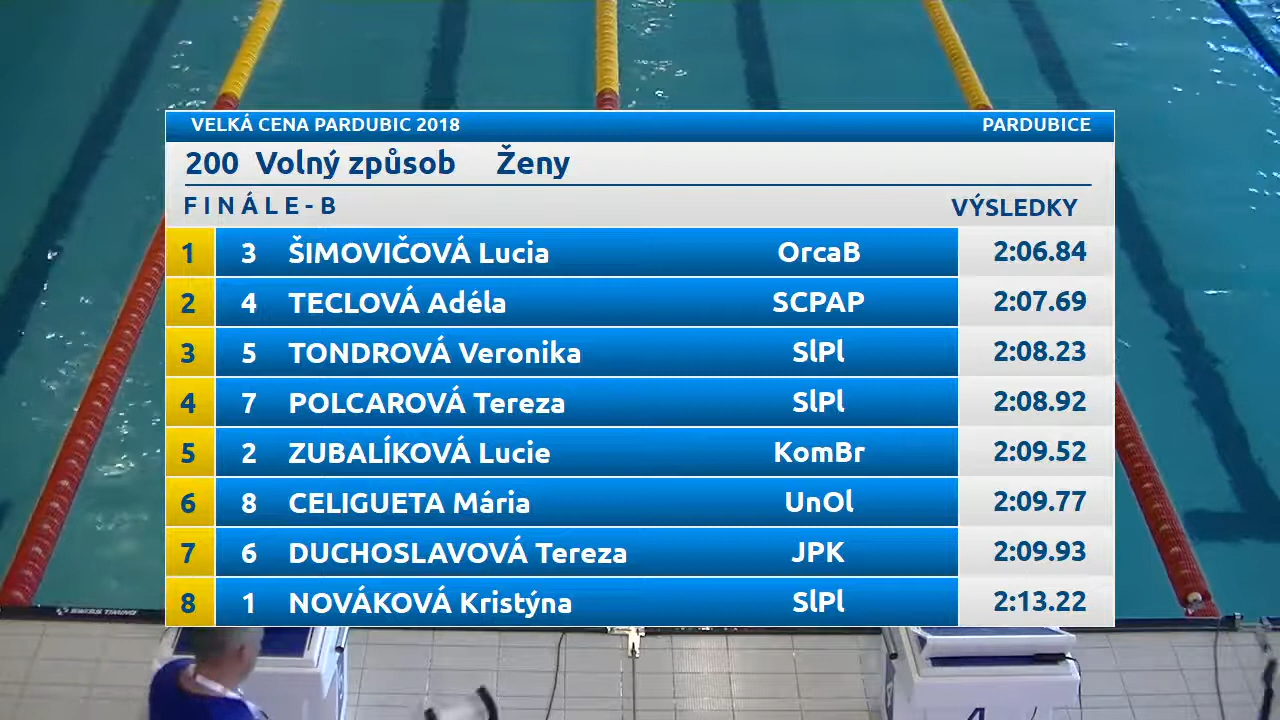 VELKÁ CENA PARDUBIC 2018 PARDUBICE
200 Volný způsob Ženy
FINÁLE-B VÝSLEDKY
1 3 ŠIMOVIČOVÁ Lucia OrcaB 2:06.84
2 4 TECLOVÁ Adéla SCPAP 2:07.69
3 5 TONDROVÁ Veronika SlPl 2:08.23
4 7 POLCAROVÁ Tereza SlPl 2:08.92
5 2 ZUBALÍKOVÁ Lucie KomBr 2:09.52
6 8 CELIGUETA Mária UnOl 2:09.77
7 6 DUCHOSLAVOVÁ Tereza JPK 2:09.93
8 1 NOVÁKOVÁ Kristýna SlPl 2:13.22
SWISS TIMING
4